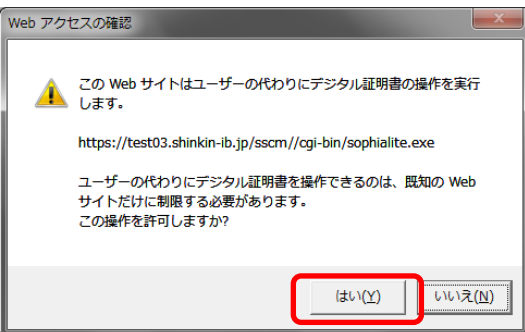 Web アクセスの確認
この Web サイトはユーザーの代わりにデジタル証明書の操作を実行
します。
https://test03.shinkin-ib.jp/sscm//cgi-bin/sophialite.exe
ユーザーの代わりにデジタル証明書を操作できるのは、既知の Web
サイトだけに制限する必要があります。
この操作を許可しますか?
はい(Y) いいえ(N)